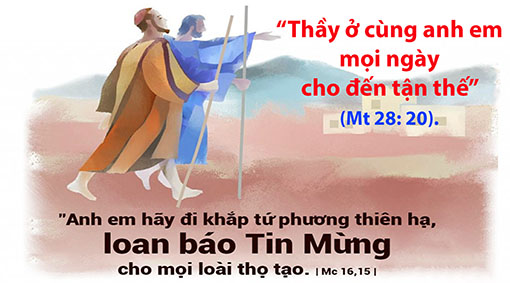 “Thầy ở cùng anh em
mọi ngày
cho đến tận thế”
(Mt 28: 20).
"Anh em hãy đi khắp tứ phương thiên hạ,
loan báo Tin Mừng
cho mọi loài thọ tạo. | Mc 16,15 |